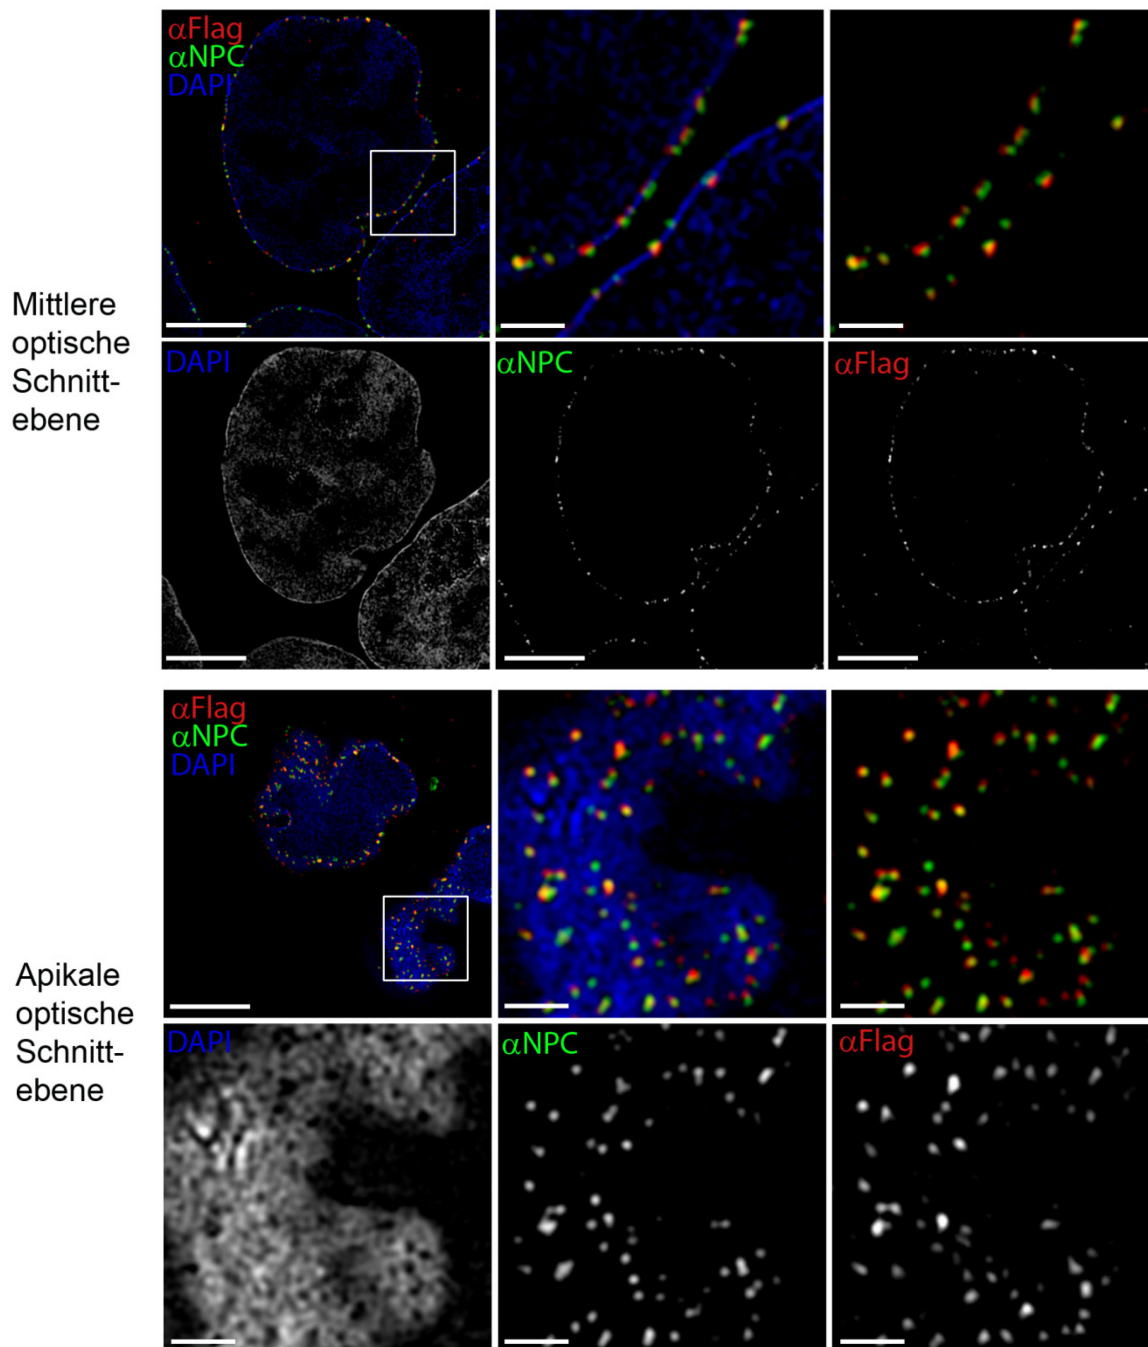 αFlag
αNPC
DAPI
Mittlere
optische
Schnitt-
ebene
DAPI
αNPC
αFlag
αFlag
αNPC
DAPI
Apikale
optische
Schnitt-
ebene
DAPI
αNPC
αFlag